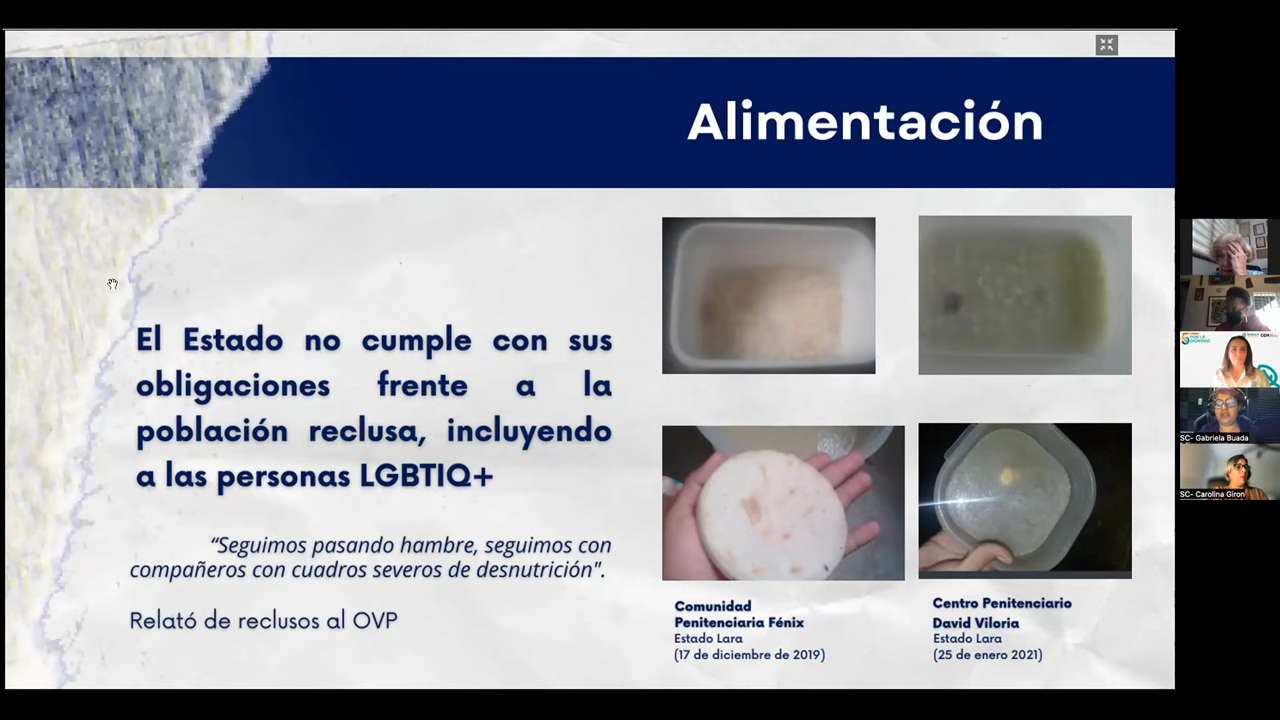 Alimentación
El Estado no cumple con sus
obligaciones frente a la
población reclusa, incluyendo
a las personas LGBTIQ+
“Seguimos pasando hambre, seguimos con
compañeros con cuadros severos de desnutrición".
Relató de reclusos al OVP
Comunidad
Penitenciaria Fénix
Estado Lara
(17 de diciembre de 2019)
Centro Penitenciario
David Viloria
Estado Lara
(25 de enero 2021)
POR LA
DIGNIDAD
SC- Gabriela Buada
SC- Carolina Giron